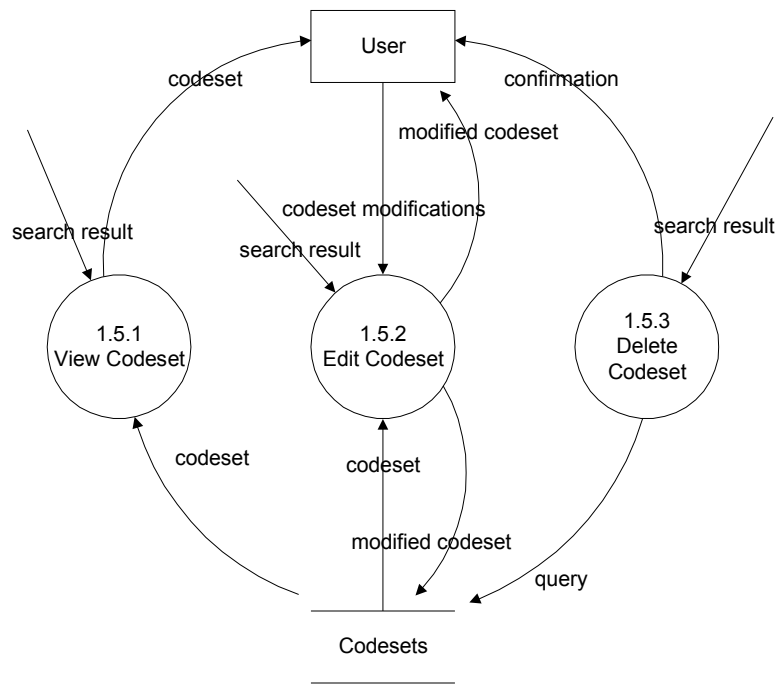 User
codeset
confirmation
modified codeset
codeset modifications
search result
search result
search result
1.5.1
View Codeset
1.5.2
Edit Codeset
1.5.3
Delete
Codeset
codeset
codeset
modified codeset
query
Codesets